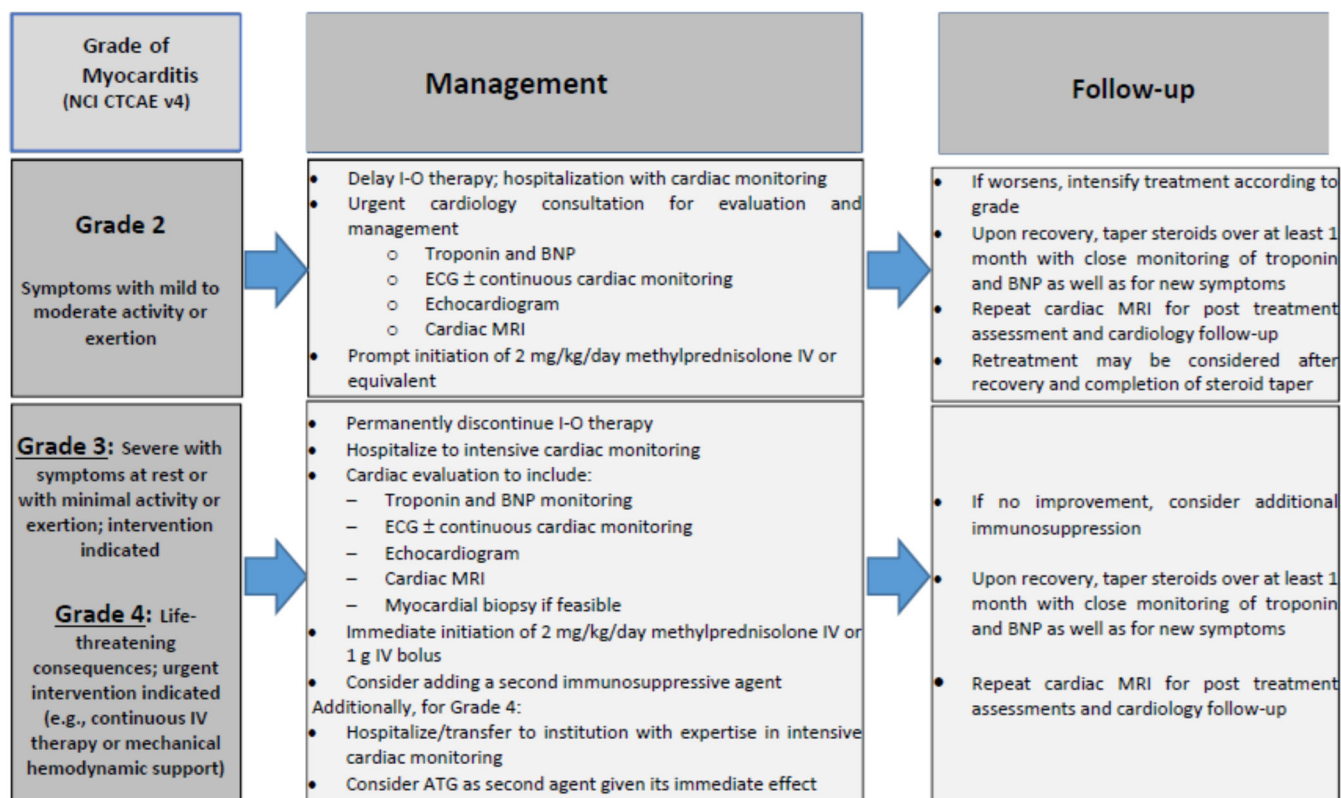 Grade of
Myocarditis
(NCI CTCAE v4)
Management
Follow-up
Grade 2
Symptoms with mild to
moderate activity or
exertion
• Delay I-O therapy; hospitalization with cardiac monitoring
• Urgent cardiology consultation for evaluation and
management
o Troponin and BNP
o ECG ± continuous cardiac monitoring
o Echocardiogram
o Cardiac MRI
• Prompt initiation of 2 mg/kg/day methylprednisolone IV or
equivalent
• If worsens, intensify treatment according to
grade
• Upon recovery, taper steroids over at least 1
month with close monitoring of troponin
and BNP as well as for new symptoms
• Repeat cardiac MRI for post treatment
assessment and cardiology follow-up
• Retreatment may be considered after
recovery and completion of steroid taper
Grade 3: Severe with
symptoms at rest or
with minimal activity or
exertion; intervention
indicated
Grade 4: Life-
threatening
consequences; urgent
intervention indicated
(e.g., continuous IV
therapy or mechanical
hemodynamic support)
• Permanently discontinue I-O therapy
• Hospitalize to intensive cardiac monitoring
• Cardiac evaluation to include:
– Troponin and BNP monitoring
– ECG ± continuous cardiac monitoring
– Echocardiogram
– Cardiac MRI
– Myocardial biopsy if feasible
• Immediate initiation of 2 mg/kg/day methylprednisolone IV or
1 g IV bolus
• Consider adding a second immunosuppressive agent
Additionally, for Grade 4:
• Hospitalize/transfer to institution with expertise in intensive
cardiac monitoring
• Consider ATG as second agent given its immediate effect
• If no improvement, consider additional
immunosuppression
• Upon recovery, taper steroids over at least 1
month with close monitoring of troponin
and BNP as well as for new symptoms
• Repeat cardiac MRI for post treatment
assessments and cardiology follow-up